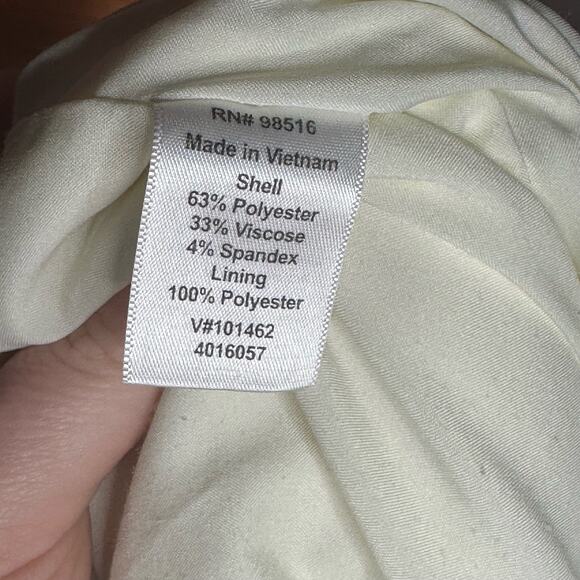 RN# 98516
Made in Vietnam
Shell
63% Polyester
33% Viscose
4% Spandex
Lining
100% Polyester
V#101462
4016057